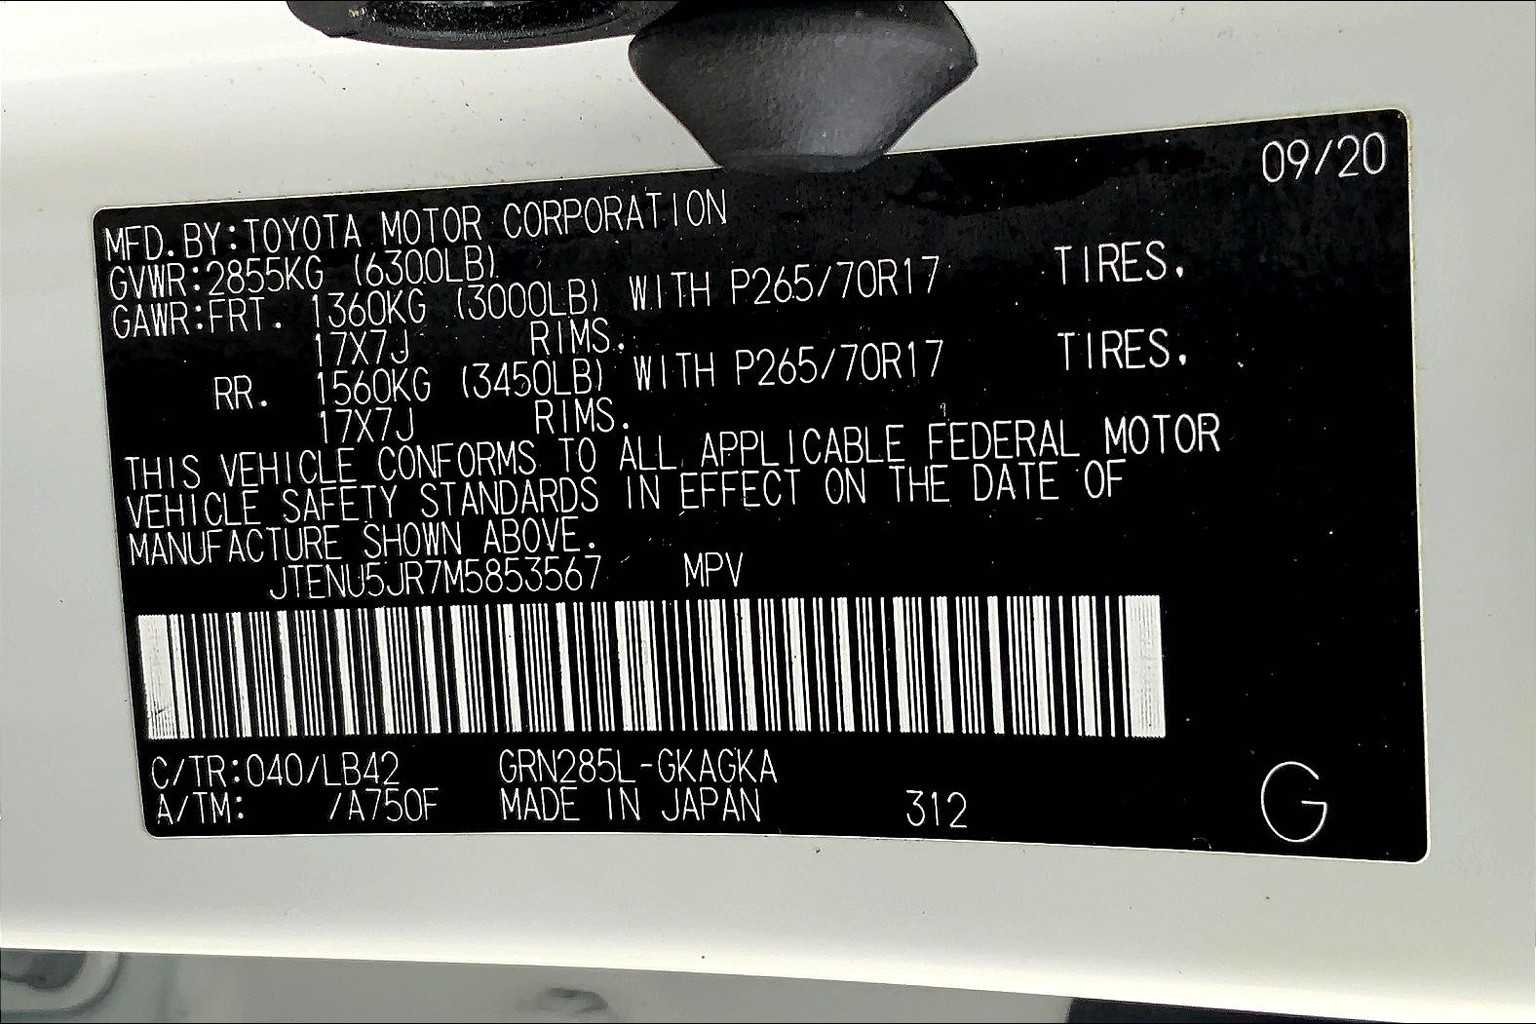 09/20
MFD.BY:TOYOTA MOTOR CORPORATION
GVWR:2855KG (6300LB)
GAWR:FRT. 1360KG (3000LB) WITH P265/70R17 TIRES.
17X7J RIMS.
RR. 1560KG (3450LB) WITH P265/70R17 TIRES.
17X7J RIMS.
THIS VEHICLE CONFORMS TO ALL APPLICABLE FEDERAL MOTOR
VEHICLE SAFETY STANDARDS IN EFFECT ON THE DATE OF
MANUFACTURE SHOWN ABOVE.
JTENU5JR7M5853567 MPV
C/TR:040/LB42 GRN285L-GKAGKA
A/TM: /A750F MADE IN JAPAN 312 G